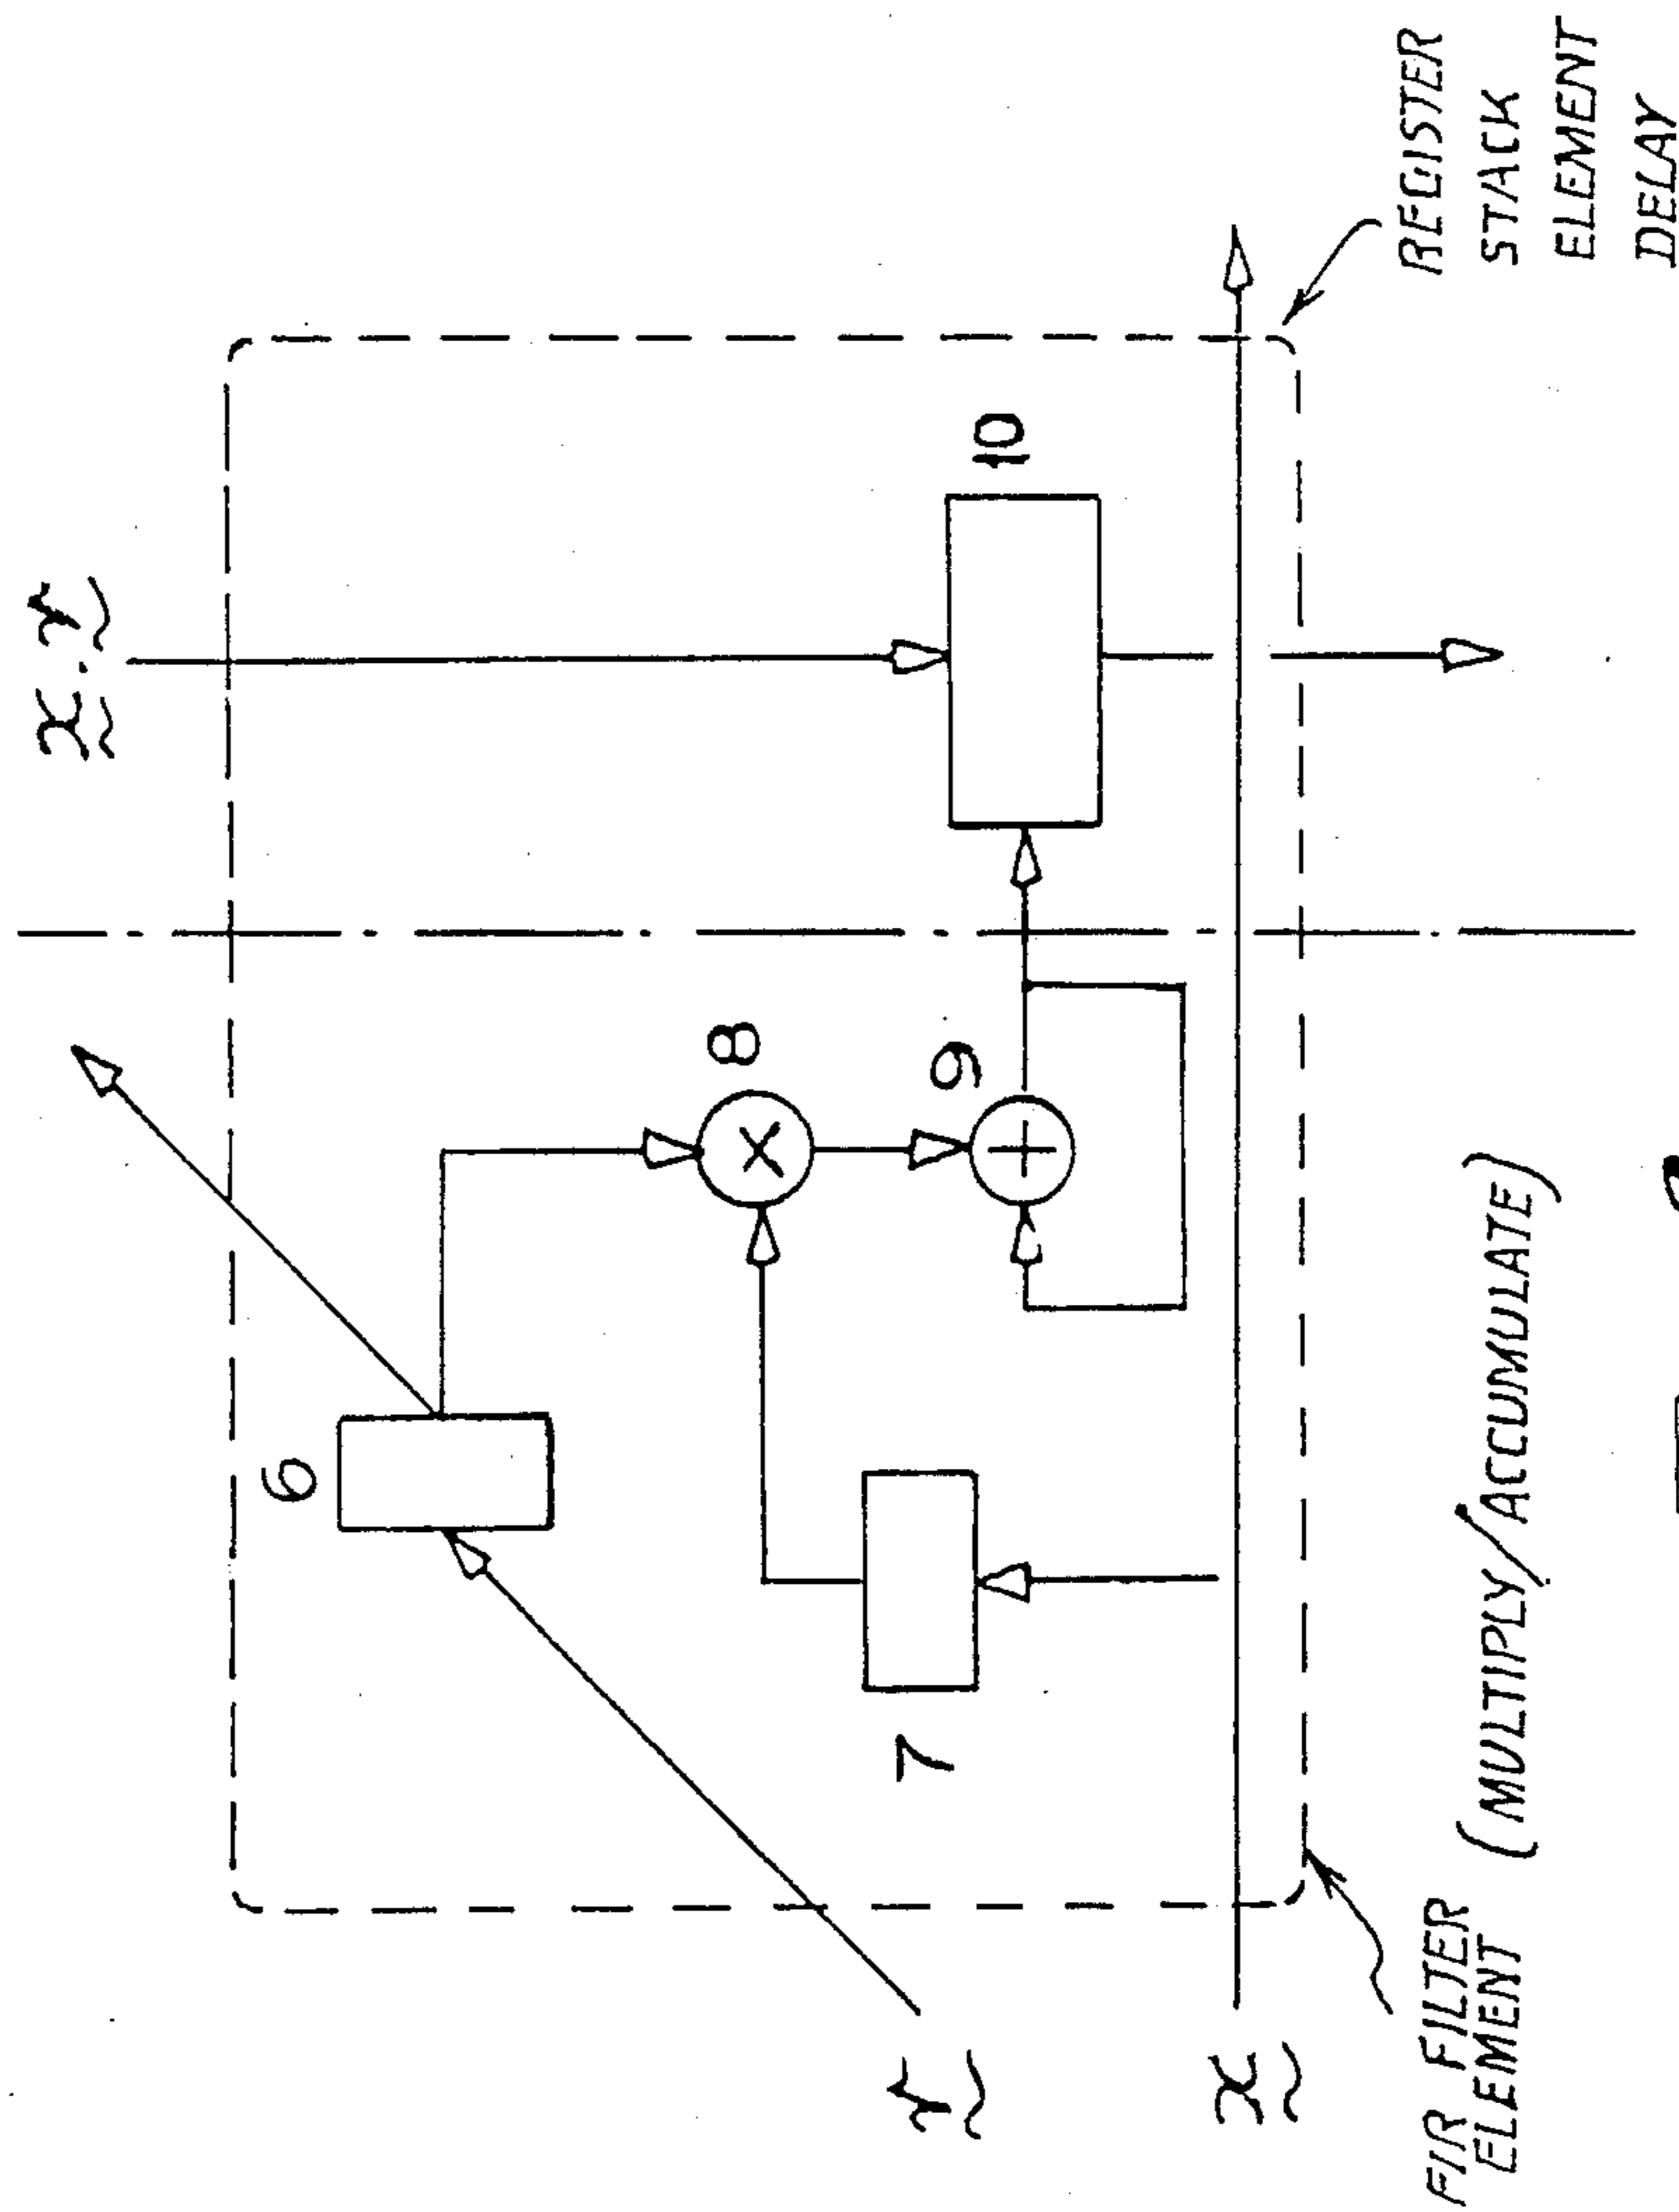 x . r
6
8
10
9
7
r
x
FIR FILTER
ELEMENT
(MULTIPLY/ACCUMULATE)
REGISTER
STACK
ELEMENT
DELAY